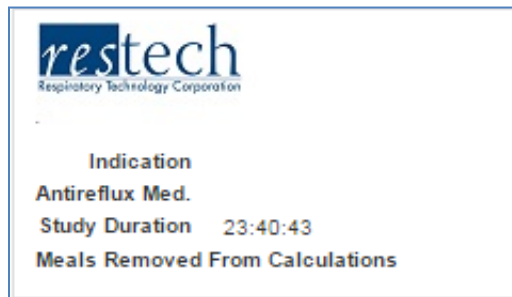 restech
Respiratory Technology Corporation
Indication
Antireflux Med.
Study Duration 23:40:43
Meals Removed From Calculations